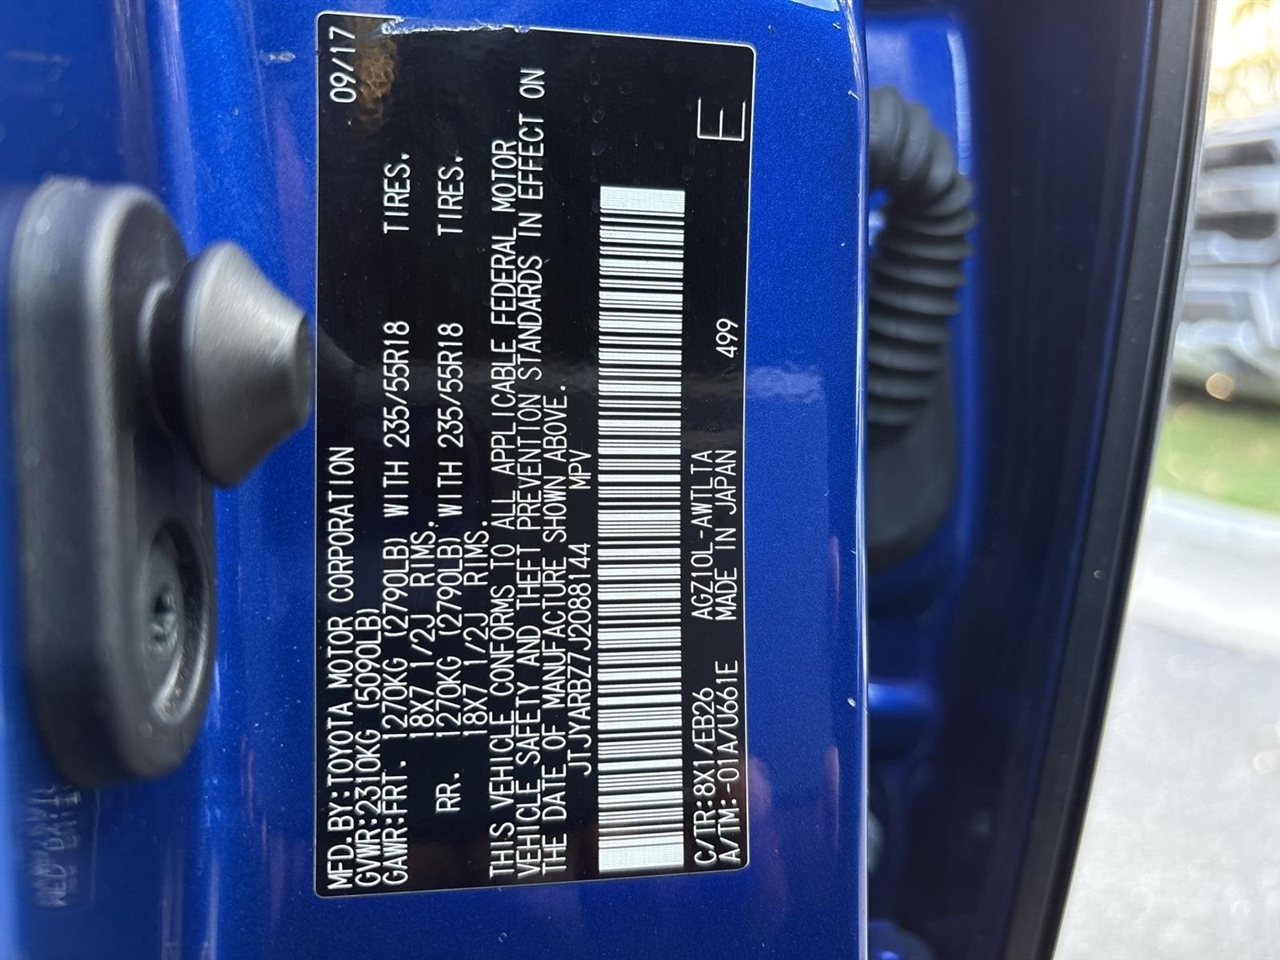 MFD.BY:TOYOTA MOTOR CORPORATION 09/17
GVWR:2310KG (5090LB)
GAWR:FRT. 1270KG (2790LB) WITH 235/55R18 TIRES.
18X7 1/2J RIMS.
RR. 1270KG (2790LB) WITH 235/55R18 TIRES.
18X7 1/2J RIMS.
THIS VEHICLE CONFORMS TO ALL APPLICABLE FEDERAL MOTOR
VEHICLE SAFETY AND THEFT PREVENTION STANDARDS IN EFFECT ON
THE DATE OF MANUFACTURE SHOWN ABOVE.
JTJYARBZ7J2088144 MPV
C/TR:8X1/EB26 AGZ10L-AWTLTA 499
A/TM:-01A/U661E MADE IN JAPAN
E